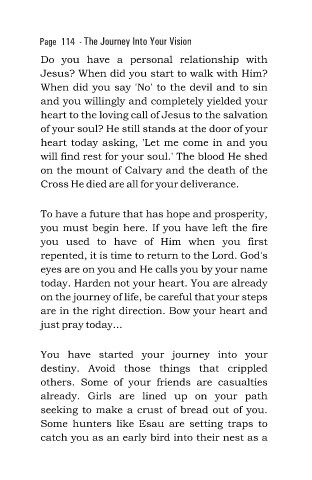 Page 114 - The Journey Into Your Vision
Do you have a personal relationship with
Jesus? When did you start to walk with Him?
When did you say 'No' to the devil and to sin
and you willingly and completely yielded your
heart to the loving call of Jesus to the salvation
of your soul? He still stands at the door of your
heart today asking, 'Let me come in and you
will find rest for your soul.' The blood He shed
on the mount of Calvary and the death of the
Cross He died are all for your deliverance.
To have a future that has hope and prosperity,
you must begin here. If you have left the fire
you used to have of Him when you first
repented, it is time to return to the Lord. God's
eyes are on you and He calls you by your name
today. Harden not your heart. You are already
on the journey of life, be careful that your steps
are in the right direction. Bow your heart and
just pray today...
You have started your journey into your
destiny. Avoid those things that crippled
others. Some of your friends are casualties
already. Girls are lined up on your path
seeking to make a crust of bread out of you.
Some hunters like Esau are setting traps to
catch you as an early bird into their nest as a